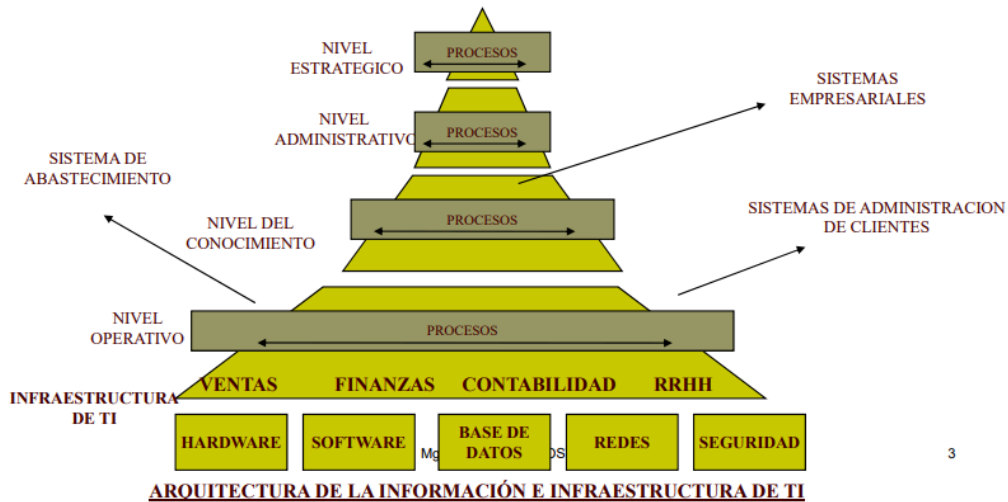 NIVEL
ESTRATEGICO
PROCESOS
SISTEMAS
EMPRESARIALES
NIVEL
ADMINISTRATIVO
PROCESOS
SISTEMA DE
ABASTECIMIENTO
NIVEL DEL
CONOCIMIENTO
PROCESOS
SISTEMAS DE ADMINISTRACION
DE CLIENTES
NIVEL
OPERATIVO
PROCESOS
VENTAS FINANZAS CONTABILIDAD RRHH
INFRAESTRUCTURA
DE TI
HARDWARE
SOFTWARE
BASE DE
DATOS
REDES
SEGURIDAD
3
ARQUITECTURA DE LA INFORMACIÓN E INFRAESTRUCTURA DE TI